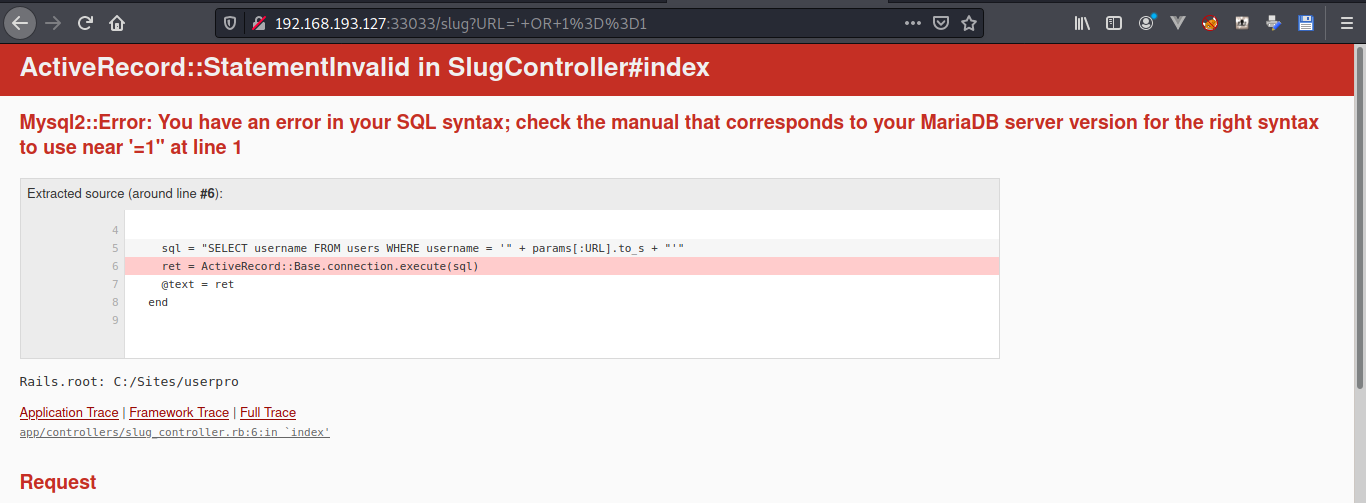 192.168.193.127:33033/slug?URL='+OR+1%3D%3D1
ActiveRecord::StatementInvalid in SlugController#index
Mysql2::Error: You have an error in your SQL syntax; check the manual that corresponds to your MariaDB server version for the right syntax
to use near '=1'' at line 1
Extracted source (around line #6):
4
5 sql = "SELECT username FROM users WHERE username = '" + params[:URL].to_s + "'"
6 ret = ActiveRecord::Base.connection.execute(sql)
7 @text = ret
8 end
9
Rails.root: C:/Sites/userpro
Application Trace | Framework Trace | Full Trace
app/controllers/slug_controller.rb:6:in `index'
Request